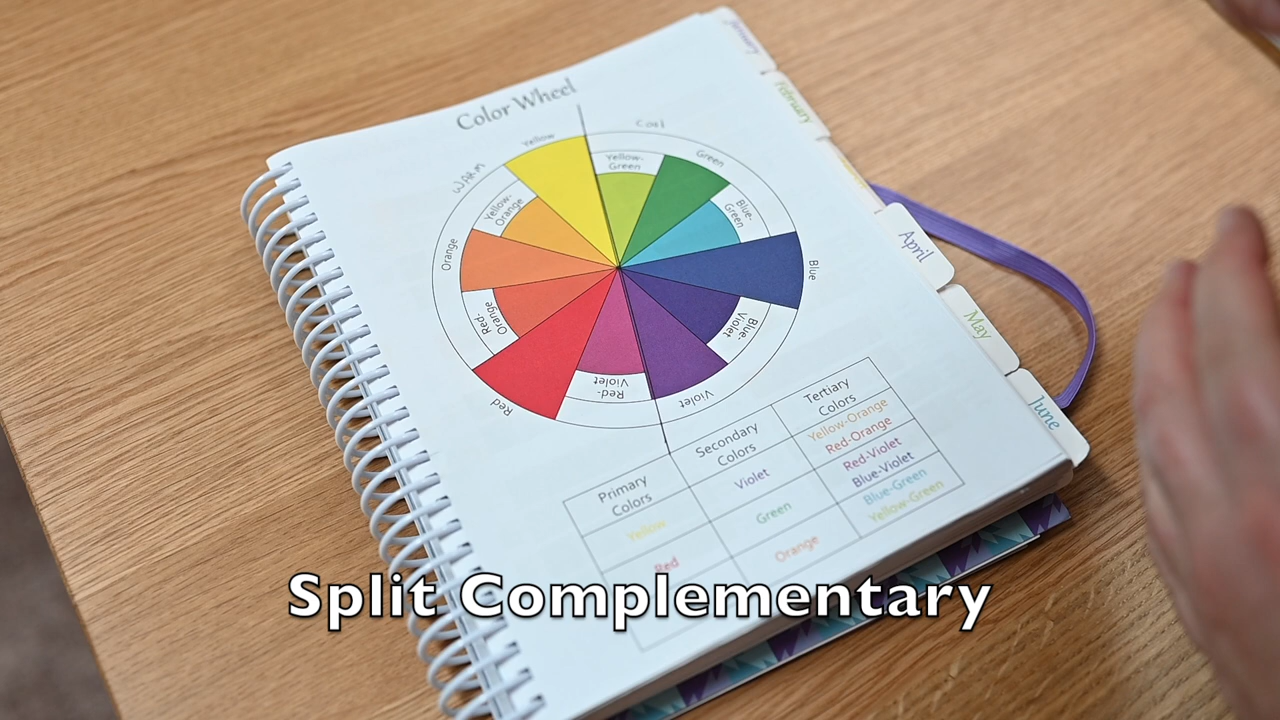 January
February
Color Wheel
Cool
WARM
Yellow
Yellow-
Green
Green
Blue-
Green
Blue
Blue-
Violet
Violet
Red-
Violet
Red
Red-
Orange
Orange
Yellow-
Orange
April
May
June
Primary
Colors
Secondary
Colors
Tertiary
Colors
Yellow
Red
Violet
Green
Orange
Yellow-Orange
Red-Orange
Red-Violet
Blue-Violet
Blue-Green
Yellow-Green
Split Complementary